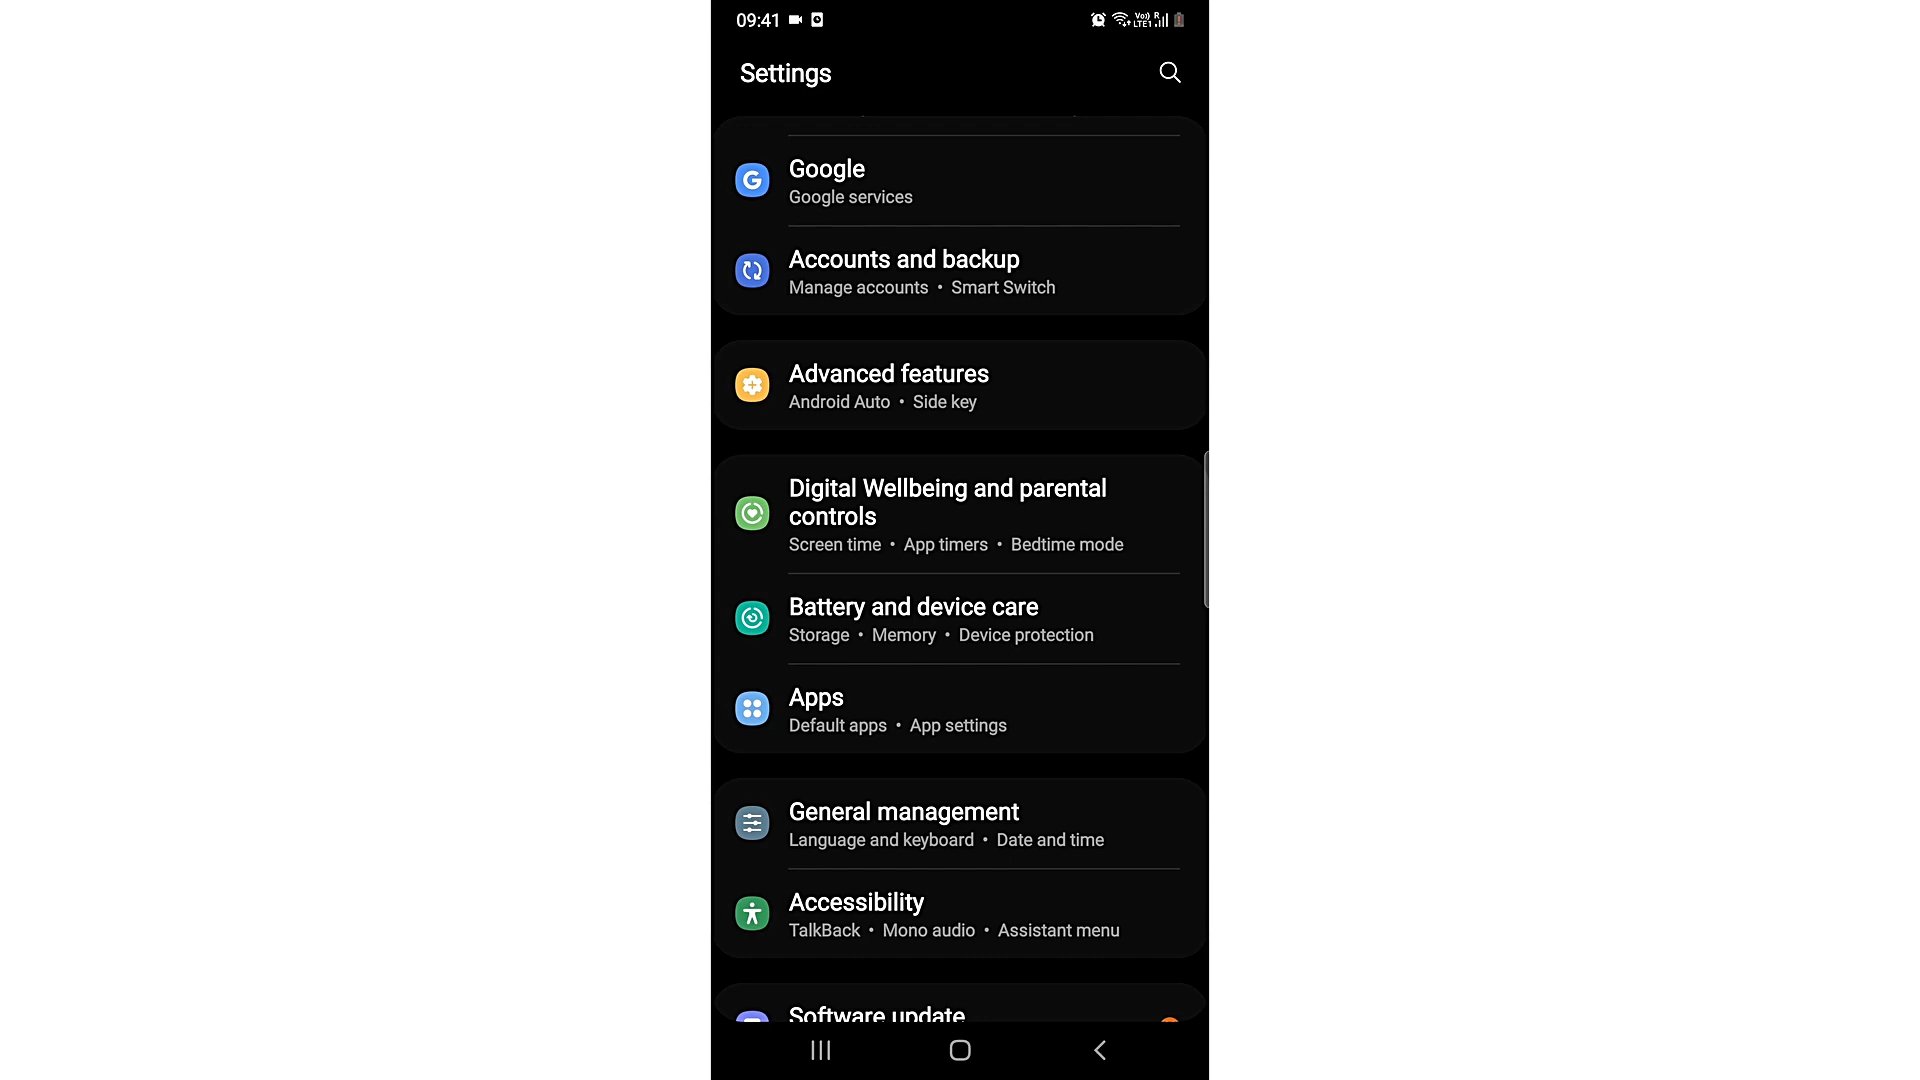 09:41
Vo)) R
LTE1
Settings
Google
Google services
Accounts and backup
Manage accounts • Smart Switch
Advanced features
Android Auto • Side key
Digital Wellbeing and parental
controls
Screen time • App timers • Bedtime mode
Battery and device care
Storage • Memory • Device protection
Apps
Default apps • App settings
General management
Language and keyboard • Date and time
Accessibility
TalkBack • Mono audio • Assistant menu
Software update